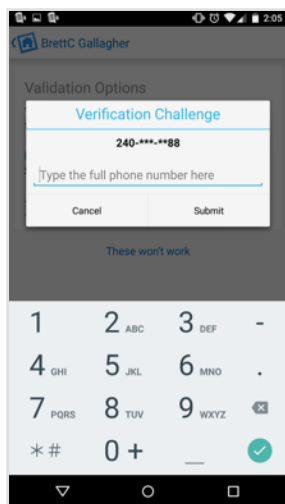 2:05
BrettC Gallagher
Validation Options
Verification Challenge
240-***-**88
Type the full phone number here
Cancel Submit
These won't work
1 2 ABC 3 DEF -
4 GHI 5 JKL 6 MNO .
7 PQRS 8 TUV 9 WXYZ
*# 0 + _